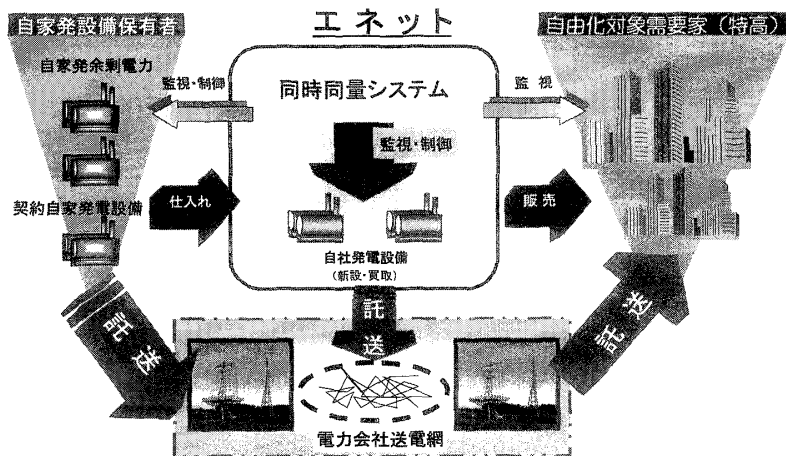 エネット
自家発設備保有者
自家発余剰電力
契約自家発電設備
監視・制御
仕入れ
同時同量システム
監視・制御
自社発電設備
(新設・買取)
監視
販売
自由化対象需要家（特高）
託送
託送
託送
電力会社送電網